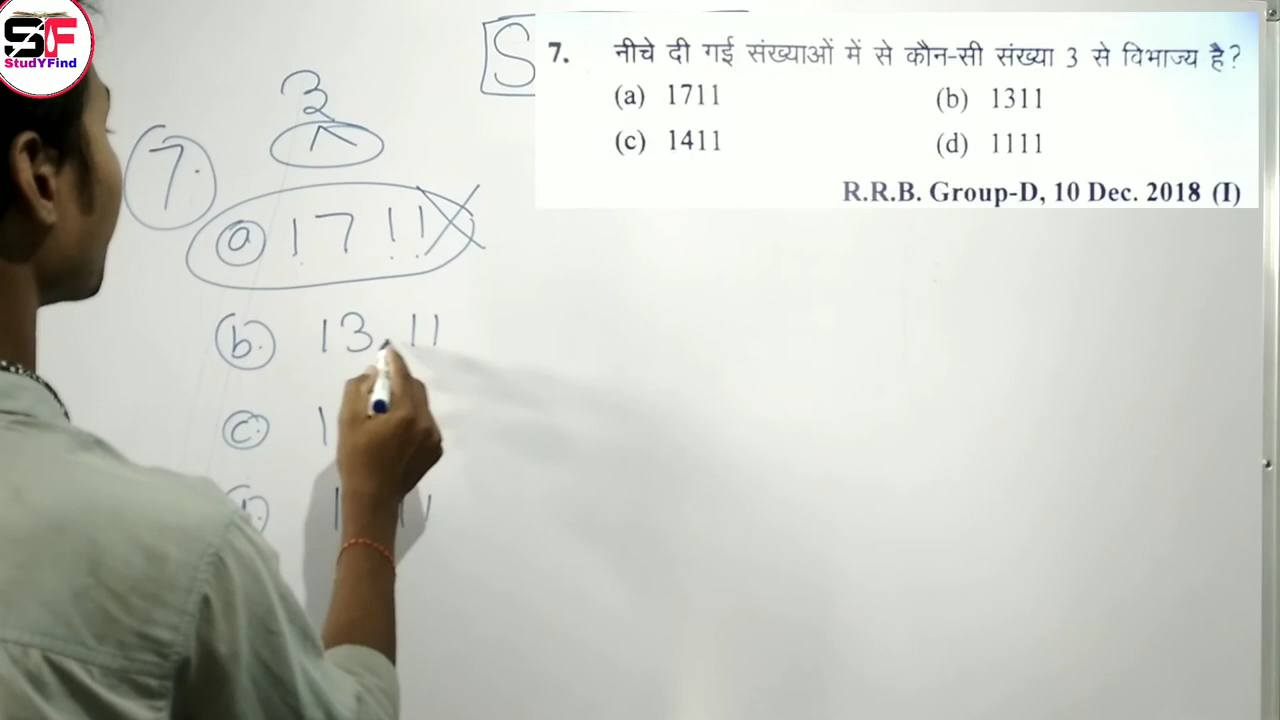 SF
StudYFind
S
7. नीचे दी गई संख्याओं में से कौन-सी संख्या 3 से विभाज्य है?
(a) 1711 (b) 1311
(c) 1411 (d) 1111
R.R.B. Group-D, 10 Dec. 2018 (I)
3
7.
a 1711
b. 1311
c.